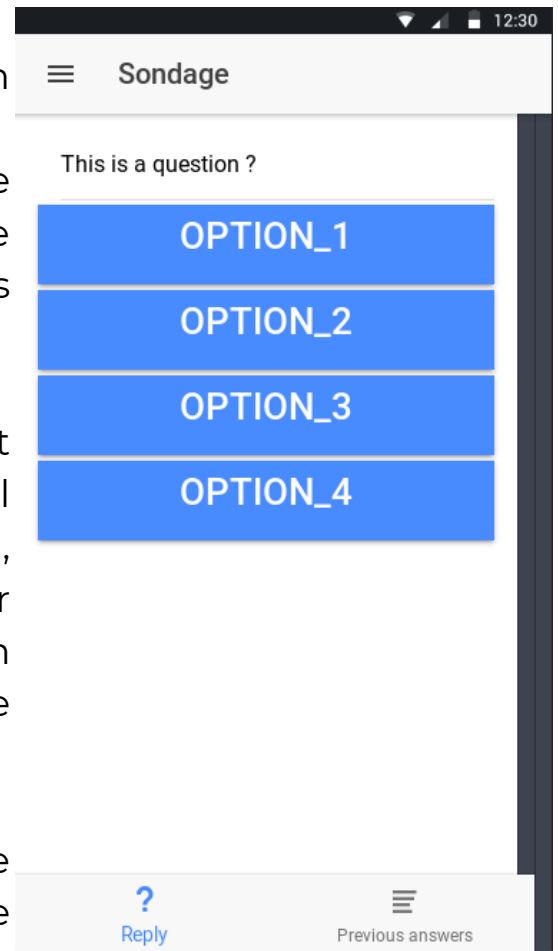 12:30
Sondage
This is a question ?
OPTION_1
OPTION_2
OPTION_3
OPTION_4
?
Reply
Previous answers